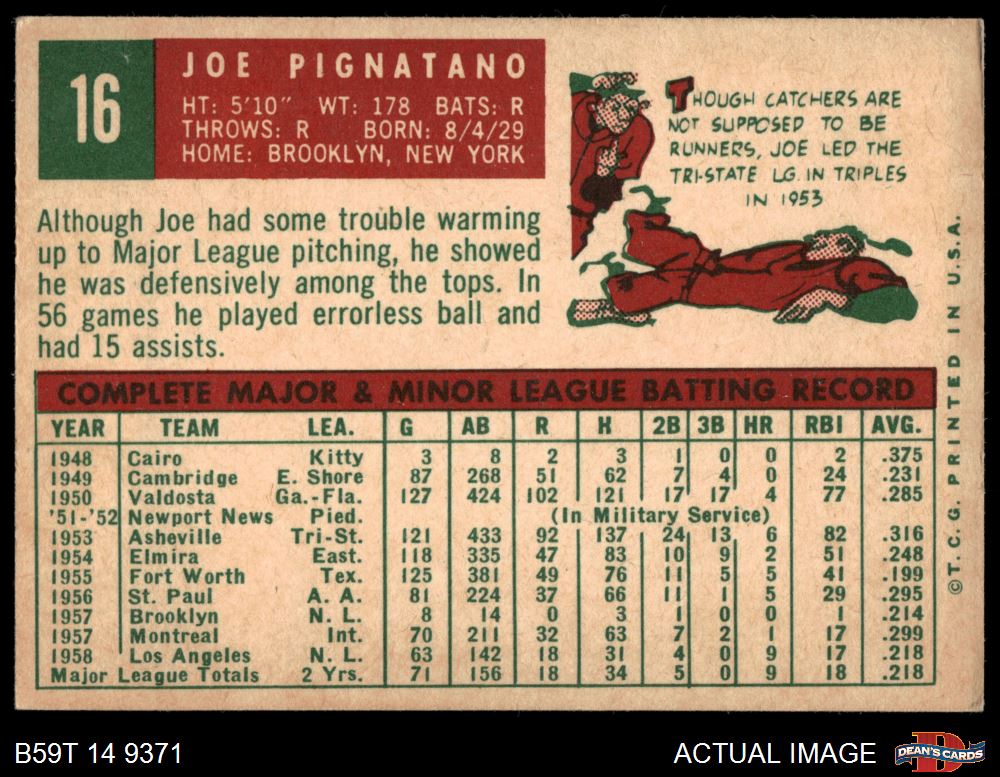 16
JOE PIGNATANO
HT: 5'10" WT: 178 BATS: R
THROWS: R BORN: 8/4/29
HOME: BROOKLYN, NEW YORK
THOUGH CATCHERS ARE
NOT SUPPOSED TO BE
RUNNERS, JOE LED THE
TRI-STATE LG. IN TRIPLES
IN 1953
Although Joe had some trouble warming
up to Major League pitching, he showed
he was defensively among the tops. In
56 games he played errorless ball and
had 15 assists.
COMPLETE MAJOR & MINOR LEAGUE BATTING RECORD
YEAR TEAM LEA. G AB R H 2B 3B HR RBI AVG.
1948 Cairo Kitty 3 8 2 3 1 0 0 2 .375
1949 Cambridge E. Shore 87 268 51 62 7 4 0 24 .231
1950 Valdosta Ga.-Fla. 127 424 102 121 17 17 4 77 .285
'51-'52 Newport News Pied. (In Military Service)
1953 Asheville Tri-St. 121 433 92 137 24 13 6 82 .316
1954 Elmira East. 118 335 47 83 10 9 2 51 .248
1955 Fort Worth Tex. 125 381 49 76 11 5 5 41 .199
1956 St. Paul A. A. 81 224 37 66 11 1 5 29 .295
1957 Brooklyn N. L. 8 14 0 3 1 0 0 1 .214
1957 Montreal Int. 70 211 32 63 7 2 1 17 .299
1958 Los Angeles N. L. 63 142 18 31 4 0 9 17 .218
Major League Totals 2 Yrs. 71 156 18 34 5 0 9 18 .218
©T. C. G. PRINTED IN U.S.A.
B59T 14 9371
ACTUAL IMAGE
D
DEAN'S CARDS